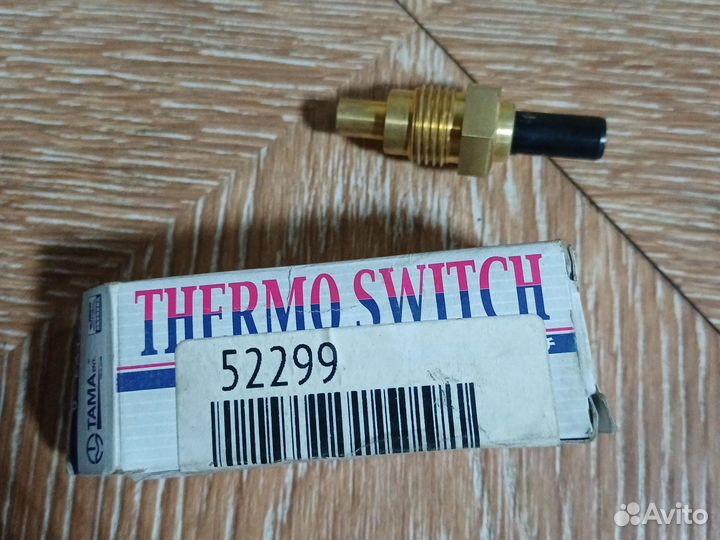 THERMO SWITCH
52299
TAMA
Avito